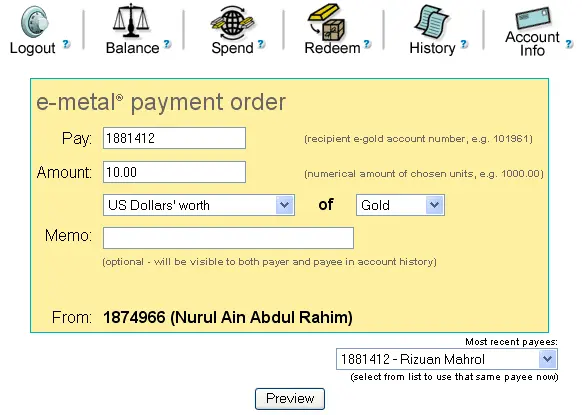 Logout ? Balance ? Spend ? Redeem ? History ? Account Info ?
e-metal® payment order
Pay: 1881412 (recipient e-gold account number, e.g. 101961)
Amount: 10.00 (numerical amount of chosen units, e.g. 1000.00)
US Dollars' worth of Gold
Memo:
(optional - will be visible to both payer and payee in account history)
From: 1874966 (Nurul Ain Abdul Rahim)
Most recent payees:
1881412 - Rizuan Mahrol
(select from list to use that same payee now)
Preview